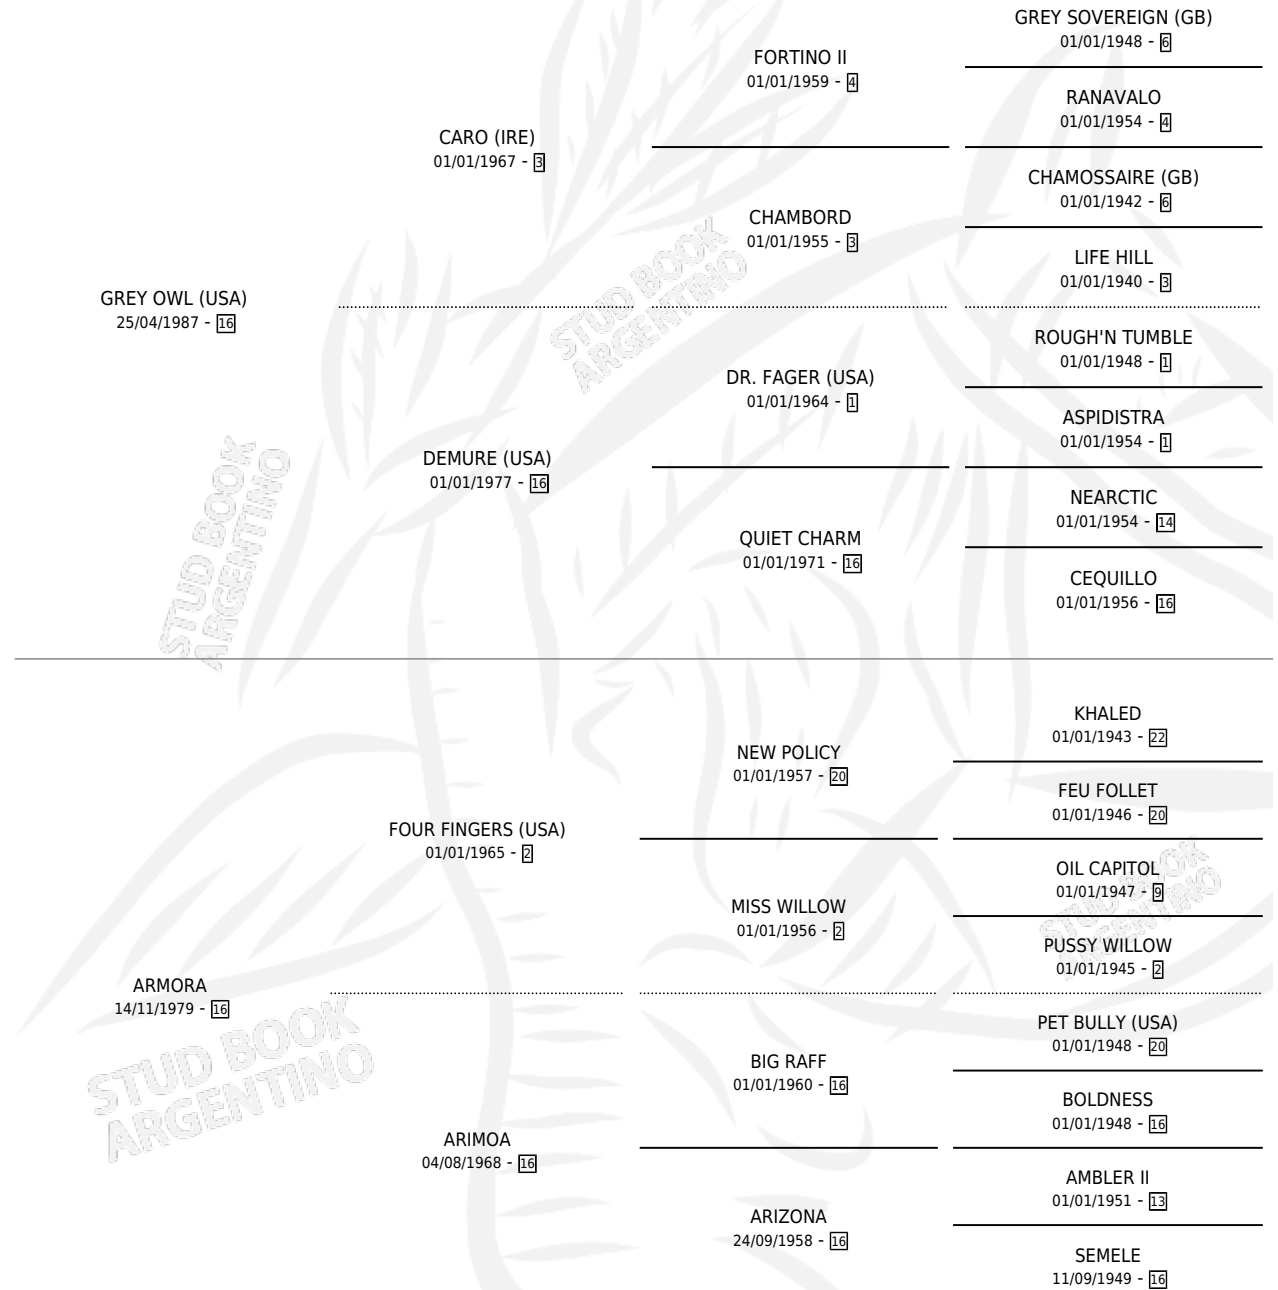 GREY SOVEREIGN (GB)
01/01/1948 - 6
FORTINO II
01/01/1959 - 4
RANAVALO
01/01/1954 - 4
CARO (IRE)
01/01/1967 - 3
CHAMOSSAIRE (GB)
01/01/1942 - 6
CHAMBORD
01/01/1955 - 3
LIFE HILL
01/01/1940 - 3
GREY OWL (USA)
25/04/1987 - 16
ROUGH'N TUMBLE
01/01/1948 - 1
DR. FAGER (USA)
01/01/1964 - 1
ASPIDISTRA
01/01/1954 - 1
DEMURE (USA)
01/01/1977 - 16
NEARCTIC
01/01/1954 - 14
QUIET CHARM
01/01/1971 - 16
CEQUILLO
01/01/1956 - 16
KHALED
01/01/1943 - 22
NEW POLICY
01/01/1957 - 20
FEU FOLLET
01/01/1946 - 20
FOUR FINGERS (USA)
01/01/1965 - 2
OIL CAPITOL
01/01/1947 - 9
MISS WILLOW
01/01/1956 - 2
PUSSY WILLOW
01/01/1945 - 2
ARMORA
14/11/1979 - 16
PET BULLY (USA)
01/01/1948 - 20
BIG RAFF
01/01/1960 - 16
BOLDNESS
01/01/1948 - 16
ARIMOA
04/08/1968 - 16
AMBLER II
01/01/1951 - 13
ARIZONA
24/09/1958 - 16
SEMELE
11/09/1949 - 16
STUD BOOK
ARGENTINO
STUD BOOK
ARGENTINO
STUD BOOK
ARGENTINO
STUD BOOK
ARGENTINO